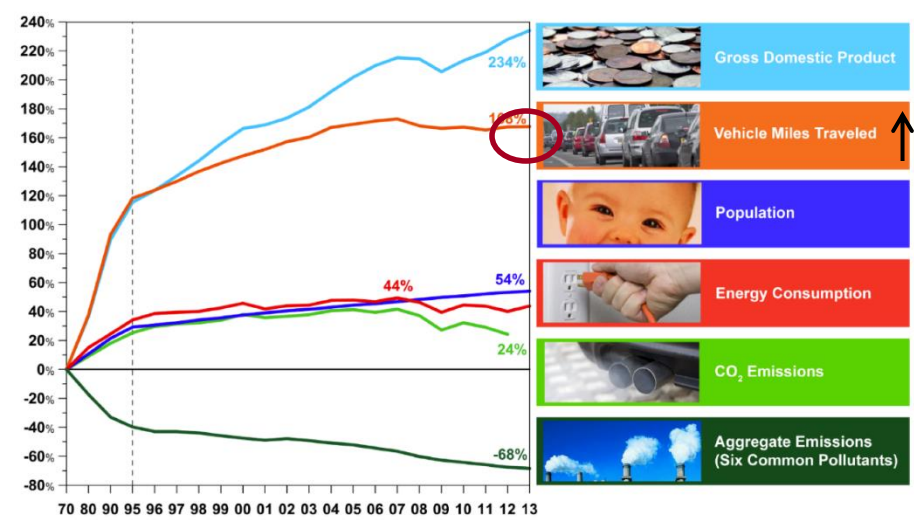 240%
220%
200%
180%
160%
140%
120%
100%
80%
60%
40%
20%
0%
-20%
-40%
-60%
-80%
234%
168%
44%
54%
24%
-68%
70 80 90 95 96 97 98 99 00 01 02 03 04 05 06 07 08 09 10 11 12 13
Gross Domestic Product
Vehicle Miles Traveled
Population
Energy Consumption
CO₂ Emissions
Aggregate Emissions
(Six Common Pollutants)